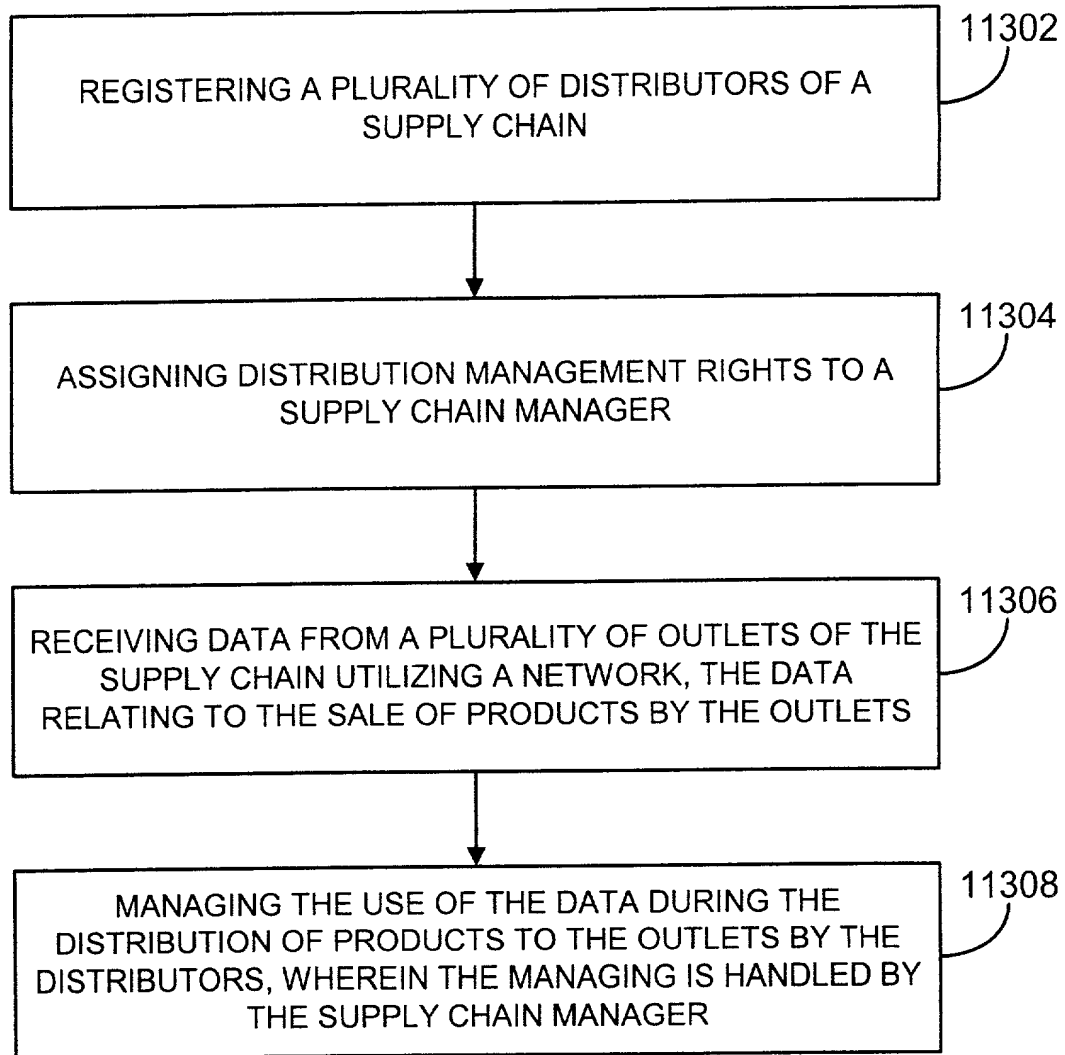 11302
REGISTERING A PLURALITY OF DISTRIBUTORS OF A
SUPPLY CHAIN
11304
ASSIGNING DISTRIBUTION MANAGEMENT RIGHTS TO A
SUPPLY CHAIN MANAGER
11306
RECEIVING DATA FROM A PLURALITY OF OUTLETS OF THE
SUPPLY CHAIN UTILIZING A NETWORK, THE DATA
RELATING TO THE SALE OF PRODUCTS BY THE OUTLETS
11308
MANAGING THE USE OF THE DATA DURING THE
DISTRIBUTION OF PRODUCTS TO THE OUTLETS BY THE
DISTRIBUTORS, WHEREIN THE MANAGING IS HANDLED BY
THE SUPPLY CHAIN MANAGER